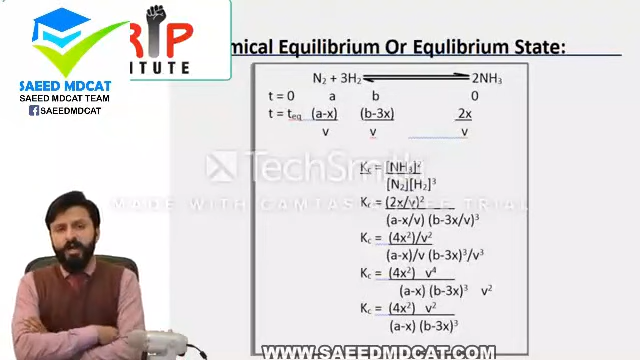 RIP
ITUTE
SAEED MDCAT
SAEED MDCAT TEAM
SAEEDMDCAT
mical Equilibrium Or Equlibrium State:
N₂ + 3H₂ 2NH₃
t = 0 a b 0
t = teq (a-x) (b-3x) 2x
v v v
Kc = [NH₃]²
[N₂][H₂]³
Kc = (2x/v)²
(a-x/v) (b-3x/v)³
Kc = (4x²)/v²
(a-x)/v (b-3x)³/v³
Kc = (4x²) v⁴
(a-x) (b-3x)³ v²
Kc = (4x²) v²
(a-x) (b-3x)³
TechSmith
MADE WITH CAMTASIA FREE TRIAL
WWW.SAEEDMDCAT.COM